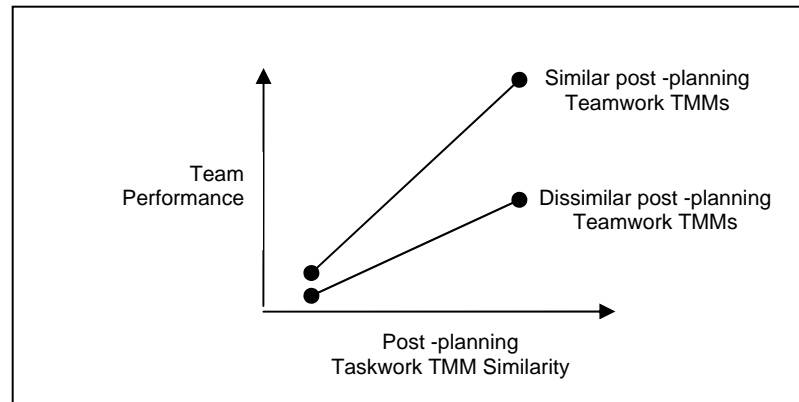 Similar post -planning
Teamwork TMMs
Team
Performance
Dissimilar post -planning
Teamwork TMMs
Post -planning
Taskwork TMM Similarity